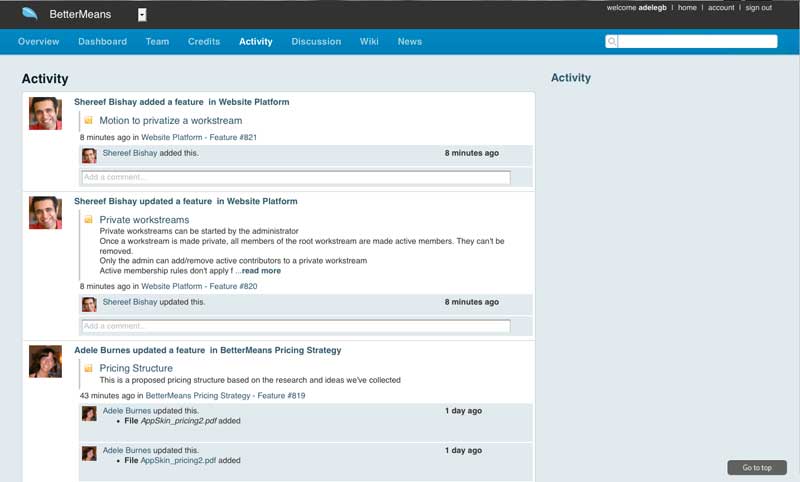 BetterMeans
welcome adelegb | home | account | sign out
Overview Dashboard Team Credits Activity Discussion Wiki News
Activity
Activity
Shereef Bishay added a feature in Website Platform
Motion to privatize a workstream
8 minutes ago in Website Platform - Feature #821
Shereef Bishay added this. 8 minutes ago
Add a comment...
Shereef Bishay updated a feature in Website Platform
Private workstreams
Private workstreams can be started by the administrator
Once a workstream is made private, all members of the root workstream are made active members. They can't be
removed.
Only the admin can add/remove active contributors to a private workstream
Active membership rules don't apply f ...read more
8 minutes ago in Website Platform - Feature #820
Shereef Bishay updated this. 8 minutes ago
Add a comment...
Adele Burnes updated a feature in BetterMeans Pricing Strategy
Pricing Structure
This is a proposed pricing structure based on the research and ideas we've collected
43 minutes ago in BetterMeans Pricing Strategy - Feature #819
Adele Burnes updated this. 1 day ago
• File AppSkin_pricing2.pdf added
Adele Burnes updated this. 1 day ago
• File AppSkin_pricing2.pdf added
Go to top